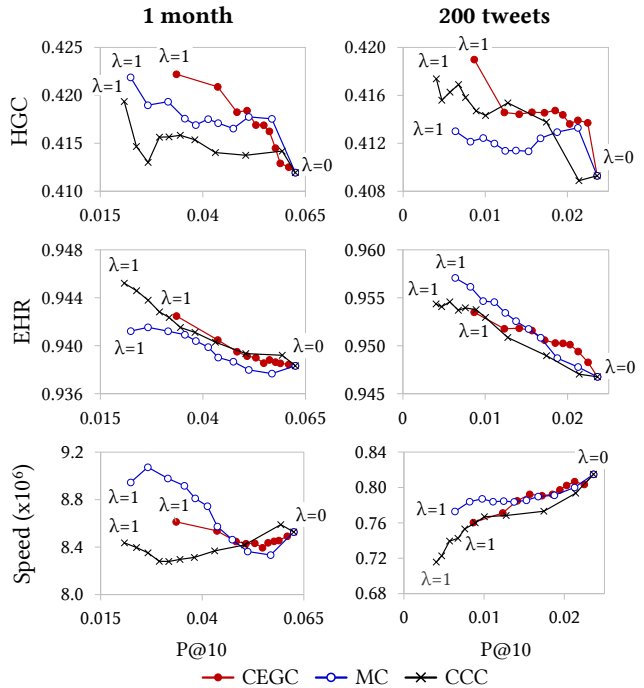 1 month 200 tweets
HGC
0.425
0.420
0.415
0.410
0.015 0.04 0.065
λ=1
λ=1
λ=1
λ=0
0.420
0.416
0.412
0.408
0 0.01 0.02
λ=1
λ=1
λ=1
λ=0
EHR
0.948
0.944
0.940
0.936
0.015 0.04 0.065
λ=1
λ=1
λ=1
λ=0
0.960
0.955
0.950
0.945
0 0.01 0.02
λ=1
λ=1
λ=1
λ=0
Speed (x10⁶)
9.2
8.8
8.4
8.0
0.015 0.04 0.065
λ=1
λ=1
λ=1
λ=0
0.84
0.80
0.76
0.72
0.68
0 0.01 0.02
λ=0
λ=1
λ=1
λ=1
P@10 P@10
CEGC MC CCC